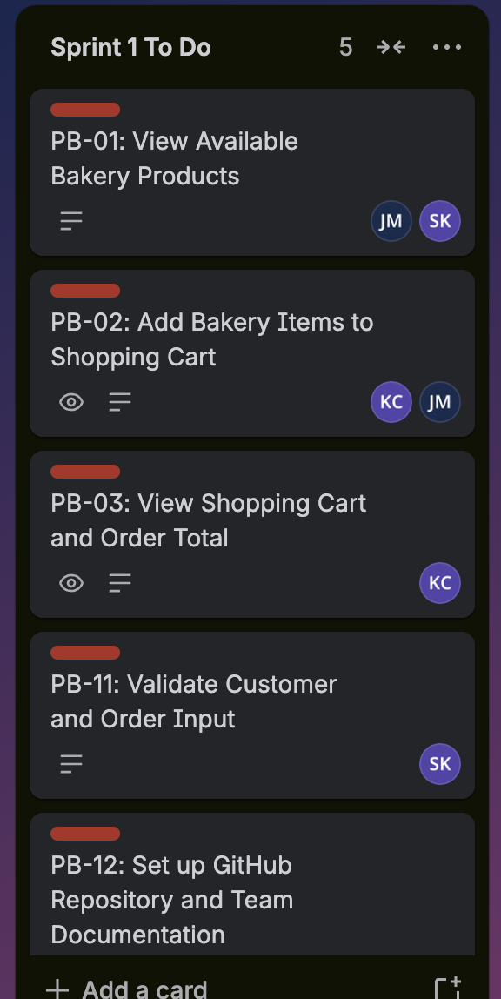 Sprint 1 To Do 5
PB-01: View Available
Bakery Products
JM SK
PB-02: Add Bakery Items to
Shopping Cart
KC JM
PB-03: View Shopping Cart
and Order Total
KC
PB-11: Validate Customer
and Order Input
SK
PB-12: Set up GitHub
Repository and Team
Documentation
Add a card